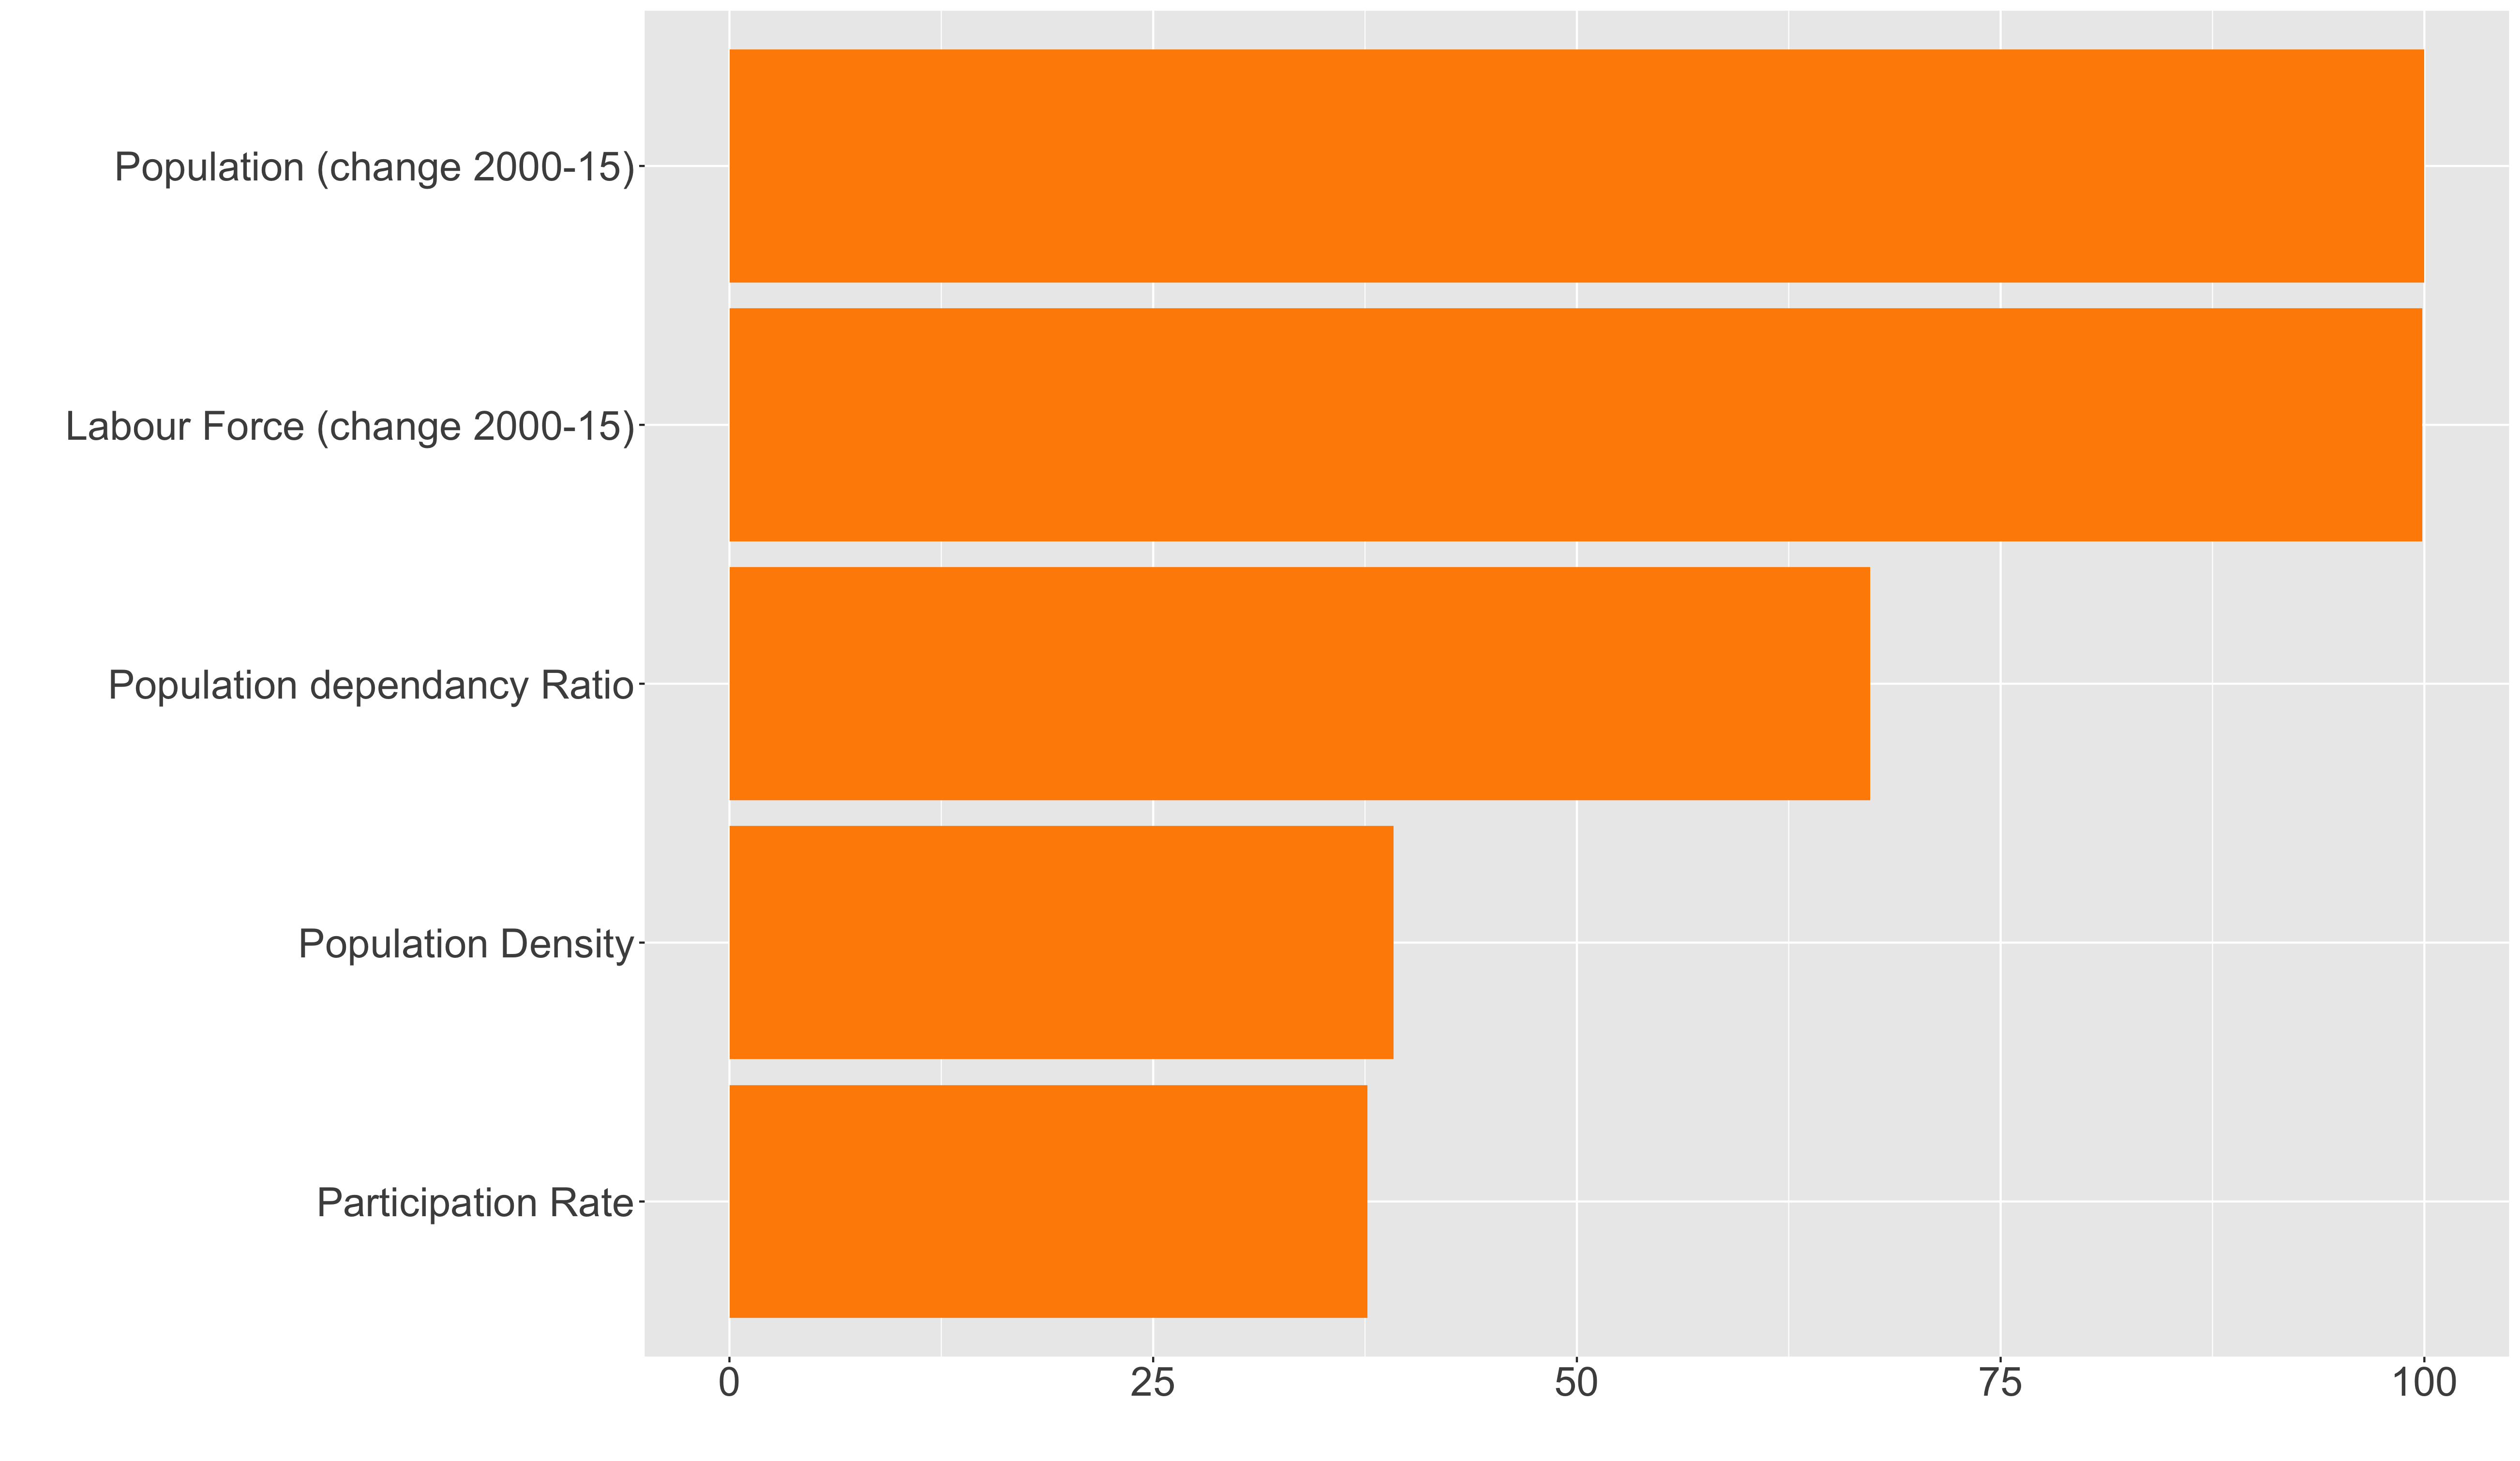 Population (change 2000-15)
Labour Force (change 2000-15)
Population dependancy Ratio
Population Density
Participation Rate
0 25 50 75 100